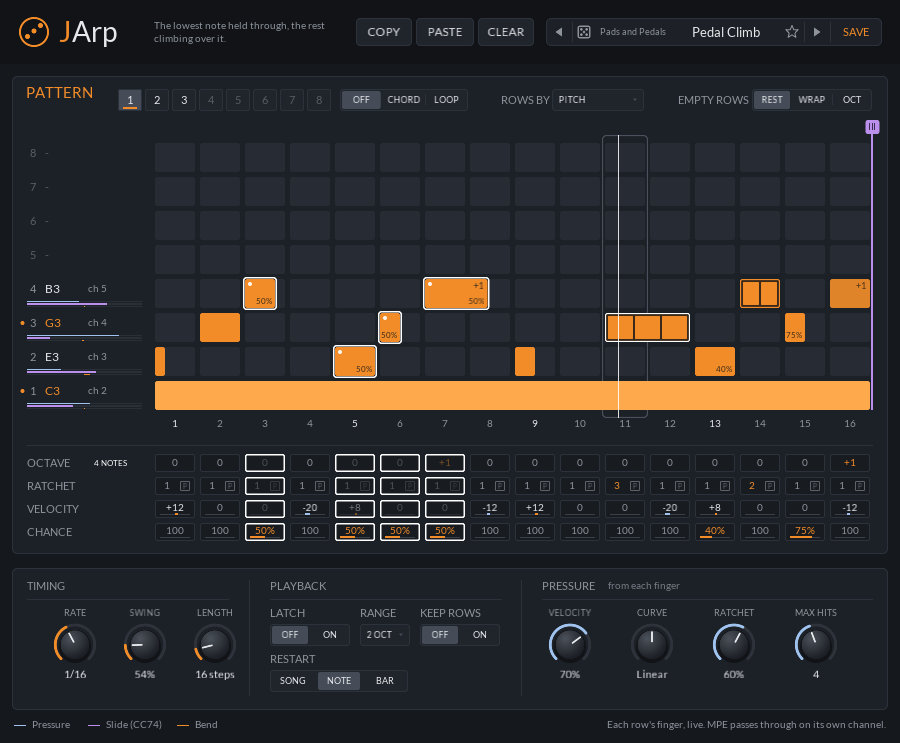 JArp
The lowest note held through, the rest
climbing over it.
COPY PASTE CLEAR
Pads and Pedals Pedal Climb SAVE
PATTERN 1 2 3 4 5 6 7 8 OFF CHORD LOOP ROWS BY PITCH EMPTY ROWS REST WRAP OCT
8 -
7 -
6 -
5 -
4 B3 ch 5 50% +1 50% +1
3 G3 ch 4 50% 75%
2 E3 ch 3 50% 40%
1 C3 ch 2
1 2 3 4 5 6 7 8 9 10 11 12 13 14 15 16
OCTAVE 4 NOTES 0 0 0 0 0 0 +1 0 0 0 0 0 0 0 0 +1
RATCHET 1 P 1 P 1 P 1 P 1 P 1 P 1 P 1 P 1 P 1 P 3 P 1 P 1 P 2 P 1 P 1 P
VELOCITY +12 0 0 -20 +8 0 0 -12 +12 0 0 -20 +8 0 0 -12
CHANCE 100 100 50% 100 50% 50% 50% 100 100 100 100 100 40% 100 75% 100
TIMING
RATE SWING LENGTH
1/16 54% 16 steps
PLAYBACK
LATCH RANGE KEEP ROWS
OFF ON 2 OCT OFF ON
RESTART
SONG NOTE BAR
PRESSURE from each finger
VELOCITY CURVE RATCHET MAX HITS
70% Linear 60% 4
Pressure Slide (CC74) Bend
Each row's finger, live. MPE passes through on its own channel.